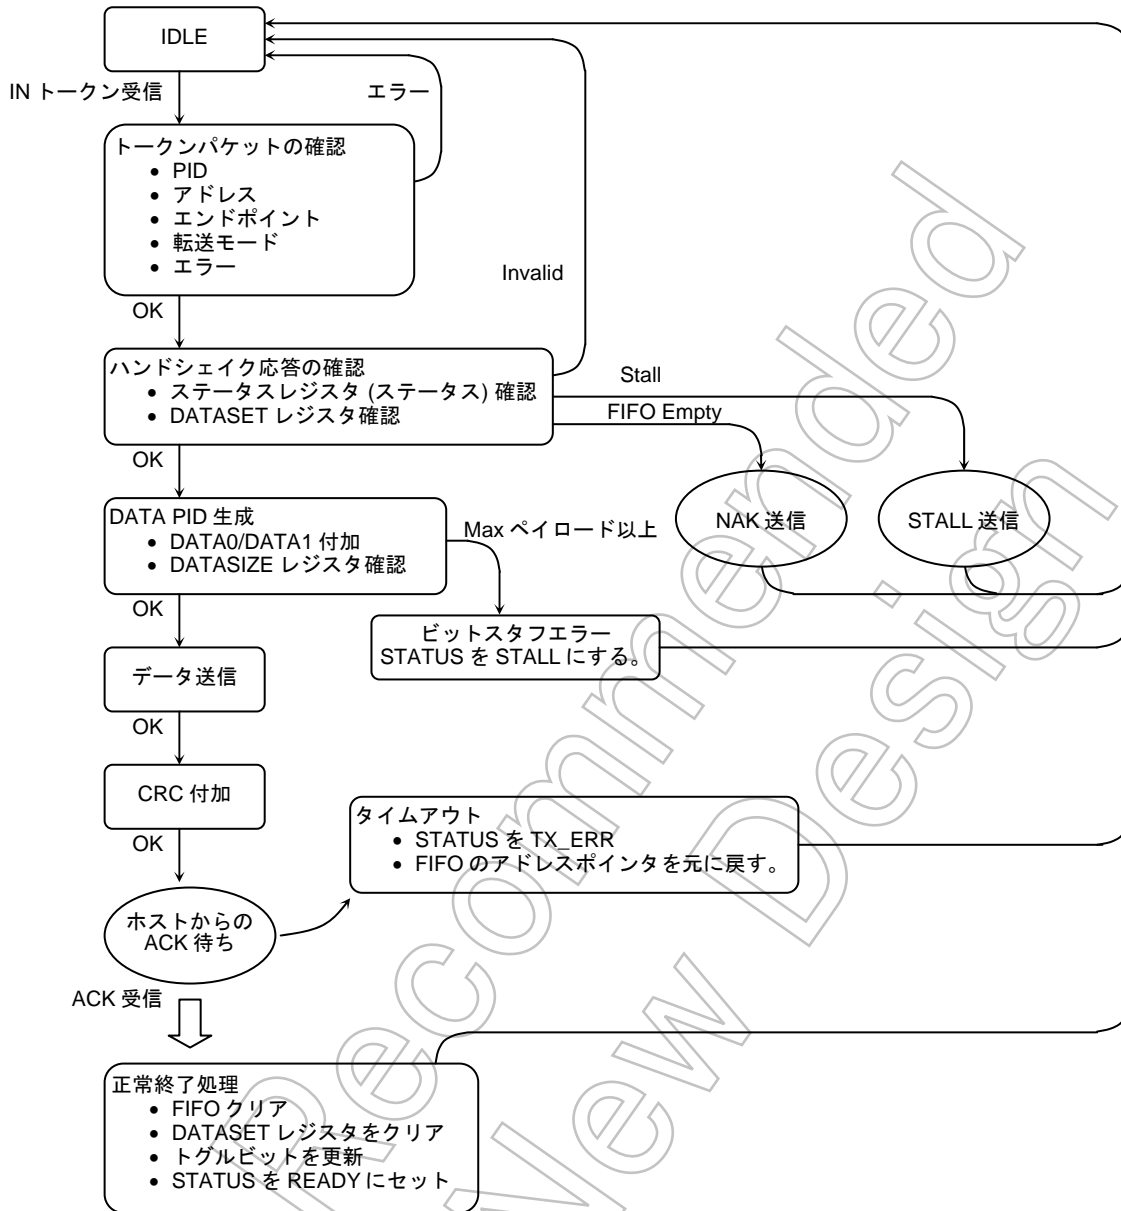 IDLE
IN トークン受信
エラー
トークンパケットの確認
• PID
• アドレス
• エンドポイント
• 転送モード
• エラー
Invalid
OK
ハンドシェイク応答の確認
• ステータスレジスタ (ステータス) 確認
• DATASET レジスタ確認
Stall
FIFO Empty
OK
NAK 送信
STALL 送信
DATA PID 生成
• DATA0/DATA1 付加
• DATASIZE レジスタ確認
Max ペイロード以上
OK
ビットスタフエラー
STATUS を STALL にする。
データ送信
OK
CRC 付加
OK
タイムアウト
• STATUS を TX_ERR
• FIFO のアドレスポインタを元に戻す。
ホストからの
ACK 待ち
ACK 受信
正常終了処理
• FIFO クリア
• DATASET レジスタをクリア
• トグルビットを更新
• STATUS を READY にセット
Recommended
New Design